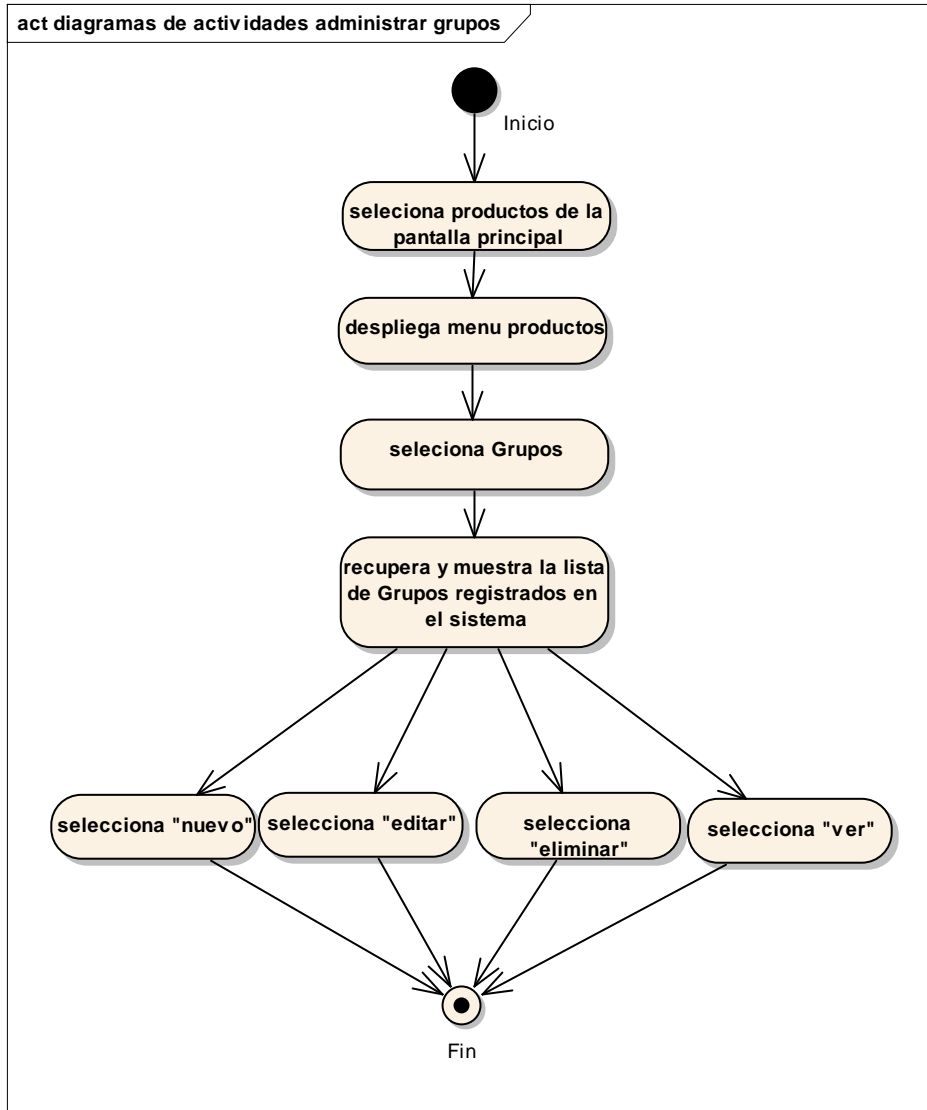 act diagramas de actividades administrar grupos
Inicio
seleciona productos de la
pantalla principal
despliega menu productos
seleciona Grupos
recupera y muestra la lista
de Grupos registrados en
el sistema
selecciona "nuevo"
selecciona "editar"
selecciona
"eliminar"
selecciona "ver"
Fin